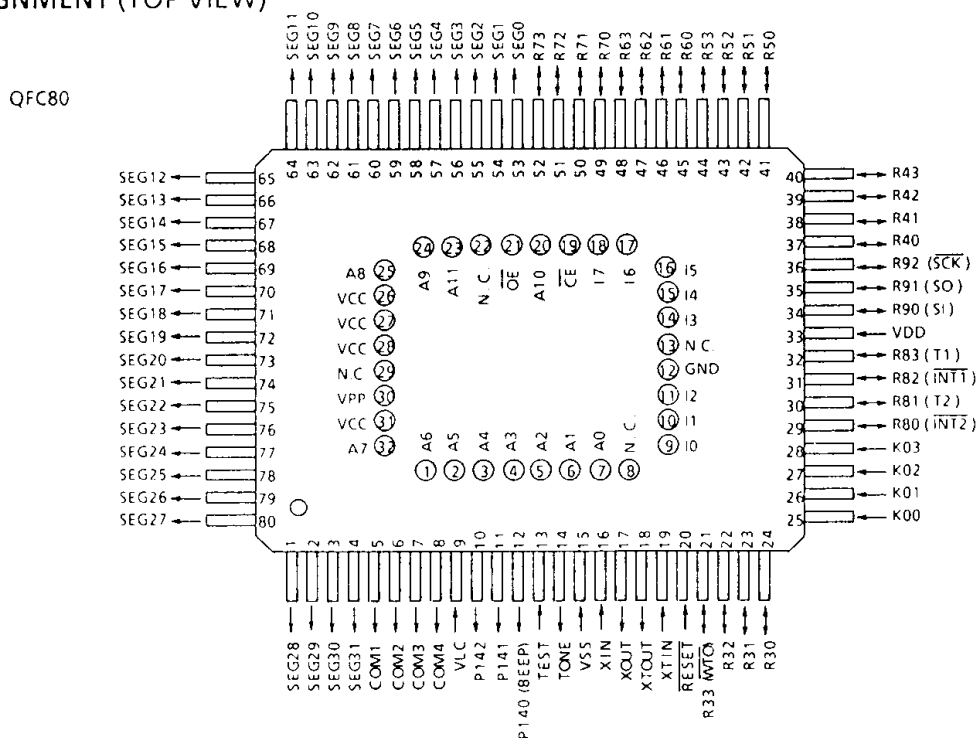 GNMENT (TOP VIEW)
QFC80
SEG11 SEG10 SEG9 SEG8 SEG7 SEG6 SEG5 SEG4 SEG3 SEG2 SEG1 SEG0 R73 R72 R71 R70 R63 R62 R61 R60 R53 R52 R51 R50
64 63 62 61 60 59 58 57 56 55 54 53 52 51 50 49 48 47 46 45 44 43 42 41
SEG12 65
SEG13 66
SEG14 67
SEG15 68
SEG16 69
SEG17 70
SEG18 71
SEG19 72
SEG20 73
SEG21 74
SEG22 75
SEG23 76
SEG24 77
SEG25 78
SEG26 79
SEG27 80
24 23 22 21 20 19 18 17
A9 A11 N.C. OE A10 CE I7 I6
A8 25
VCC 26
VCC 27
VCC 28
N.C 29
VPP 30
VCC 31
A7 32
16 I5
15 I4
14 I3
13 N.C.
12 GND
11 I2
10 I1
9 I0
A6 A5 A4 A3 A2 A1 A0 N.C.
1 2 3 4 5 6 7 8
40 R43
39 R42
38 R41
37 R40
36 R92 (SCK)
35 R91 (SO)
34 R90 (SI)
33 VDD
32 R83 (T1)
31 R82 (INT1)
30 R81 (T2)
29 R80 (INT2)
28 K03
27 K02
26 K01
25 K00
1 2 3 4 5 6 7 8 9 10 11 12 13 14 15 16 17 18 19 20 21 22 23 24
SEG28 SEG29 SEG30 SEG31 COM1 COM2 COM3 COM4 VLC P142 P141 P140 (BEEP) TEST TONE VSS XIN XOUT XTOUT XTIN RESET R33 (WTO) R32 R31 R30